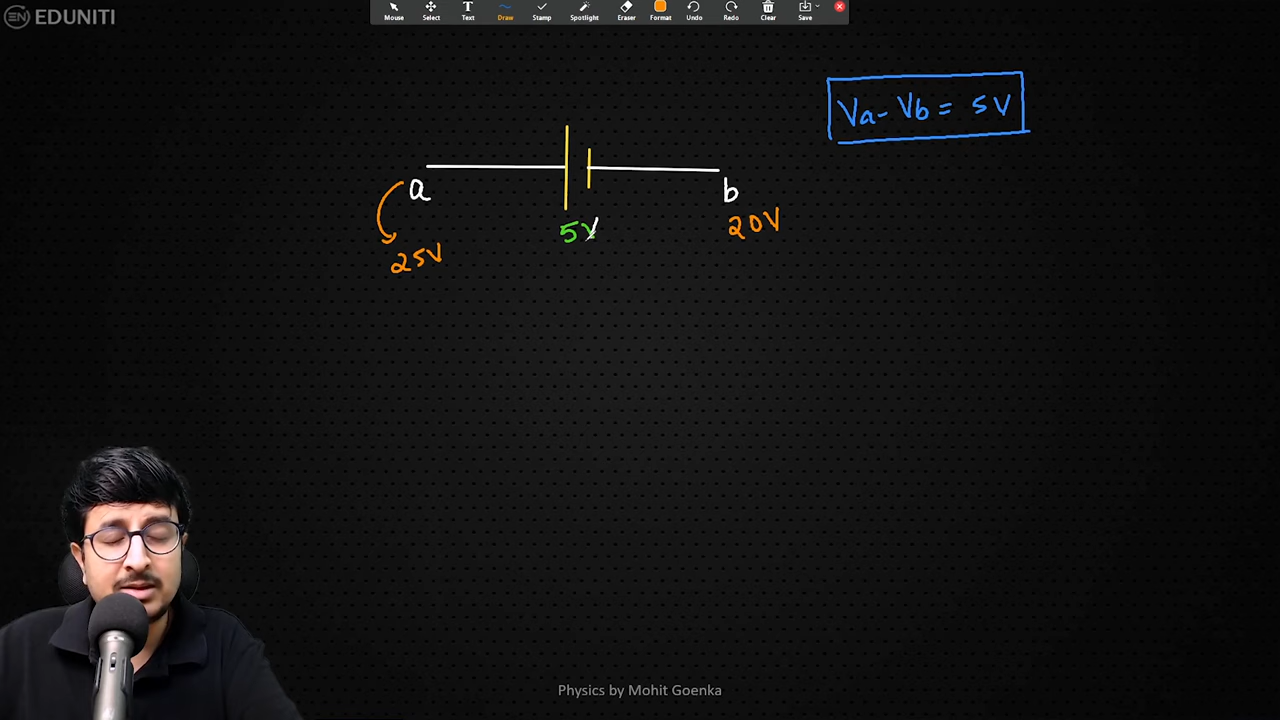 EN EDUNITI
Mouse Select Text Draw Stamp Spotlight Eraser Format Undo Redo Clear Save
Va - Vb = 5V
a b
5V
20V
25V
Physics by Mohit Goenka